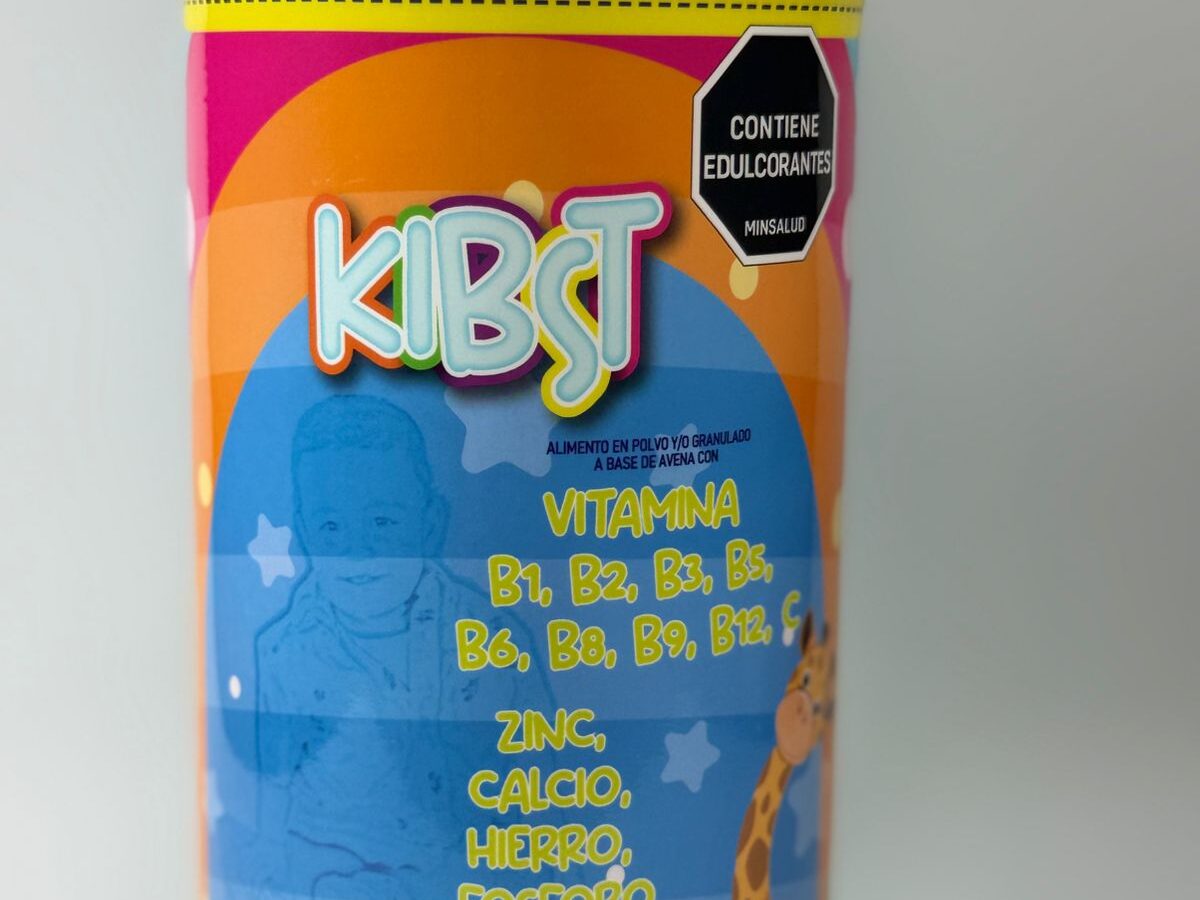 CONTIENE
EDULCORANTES
MINSALUD
KIBST
ALIMENTO EN POLVO Y/O GRANULADO
A BASE DE AVENA CON
VITAMINA
B1, B2, B3, B5,
B6, B8, B9, B12, C
ZINC,
CALCIO,
HIERRO,
FOSFORO